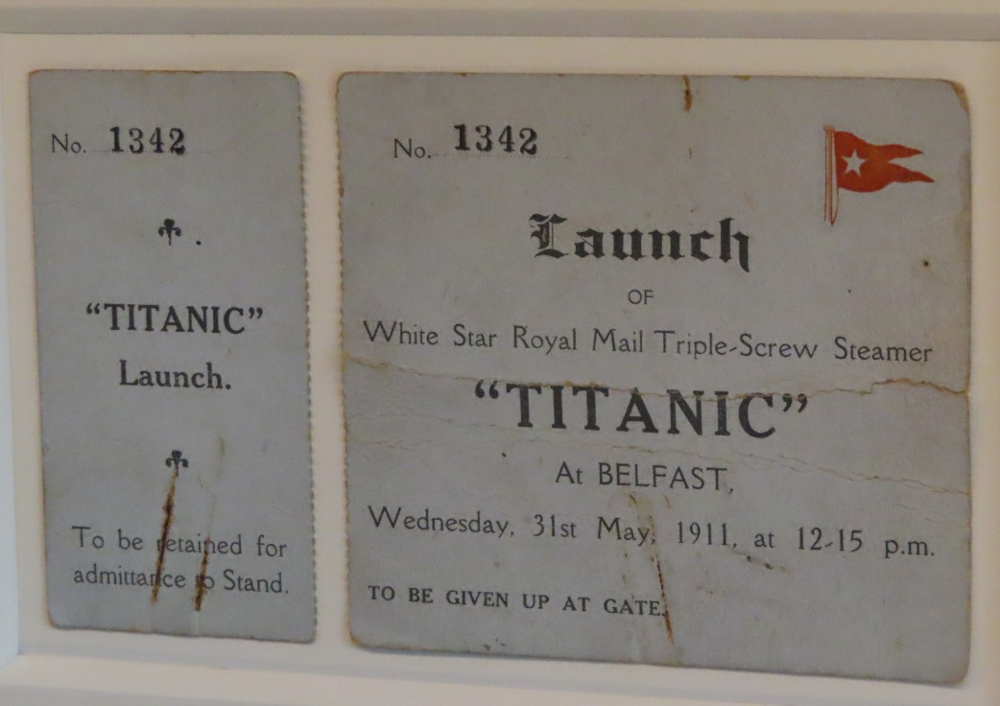 No. 1342
"TITANIC"
Launch.
To be retained for
admittance to Stand.
No. 1342
Launch
OF
White Star Royal Mail Triple-Screw Steamer
"TITANIC"
At BELFAST,
Wednesday, 31st May, 1911, at 12-15 p.m.
TO BE GIVEN UP AT GATE.